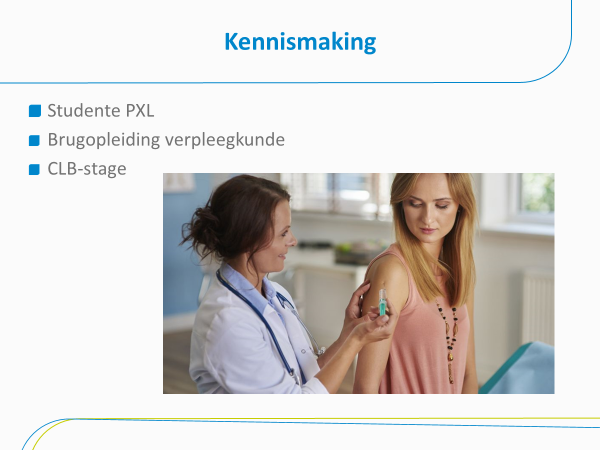 Kennismaking
Studente PXL
Brugopleiding verpleegkunde
CLB-stage